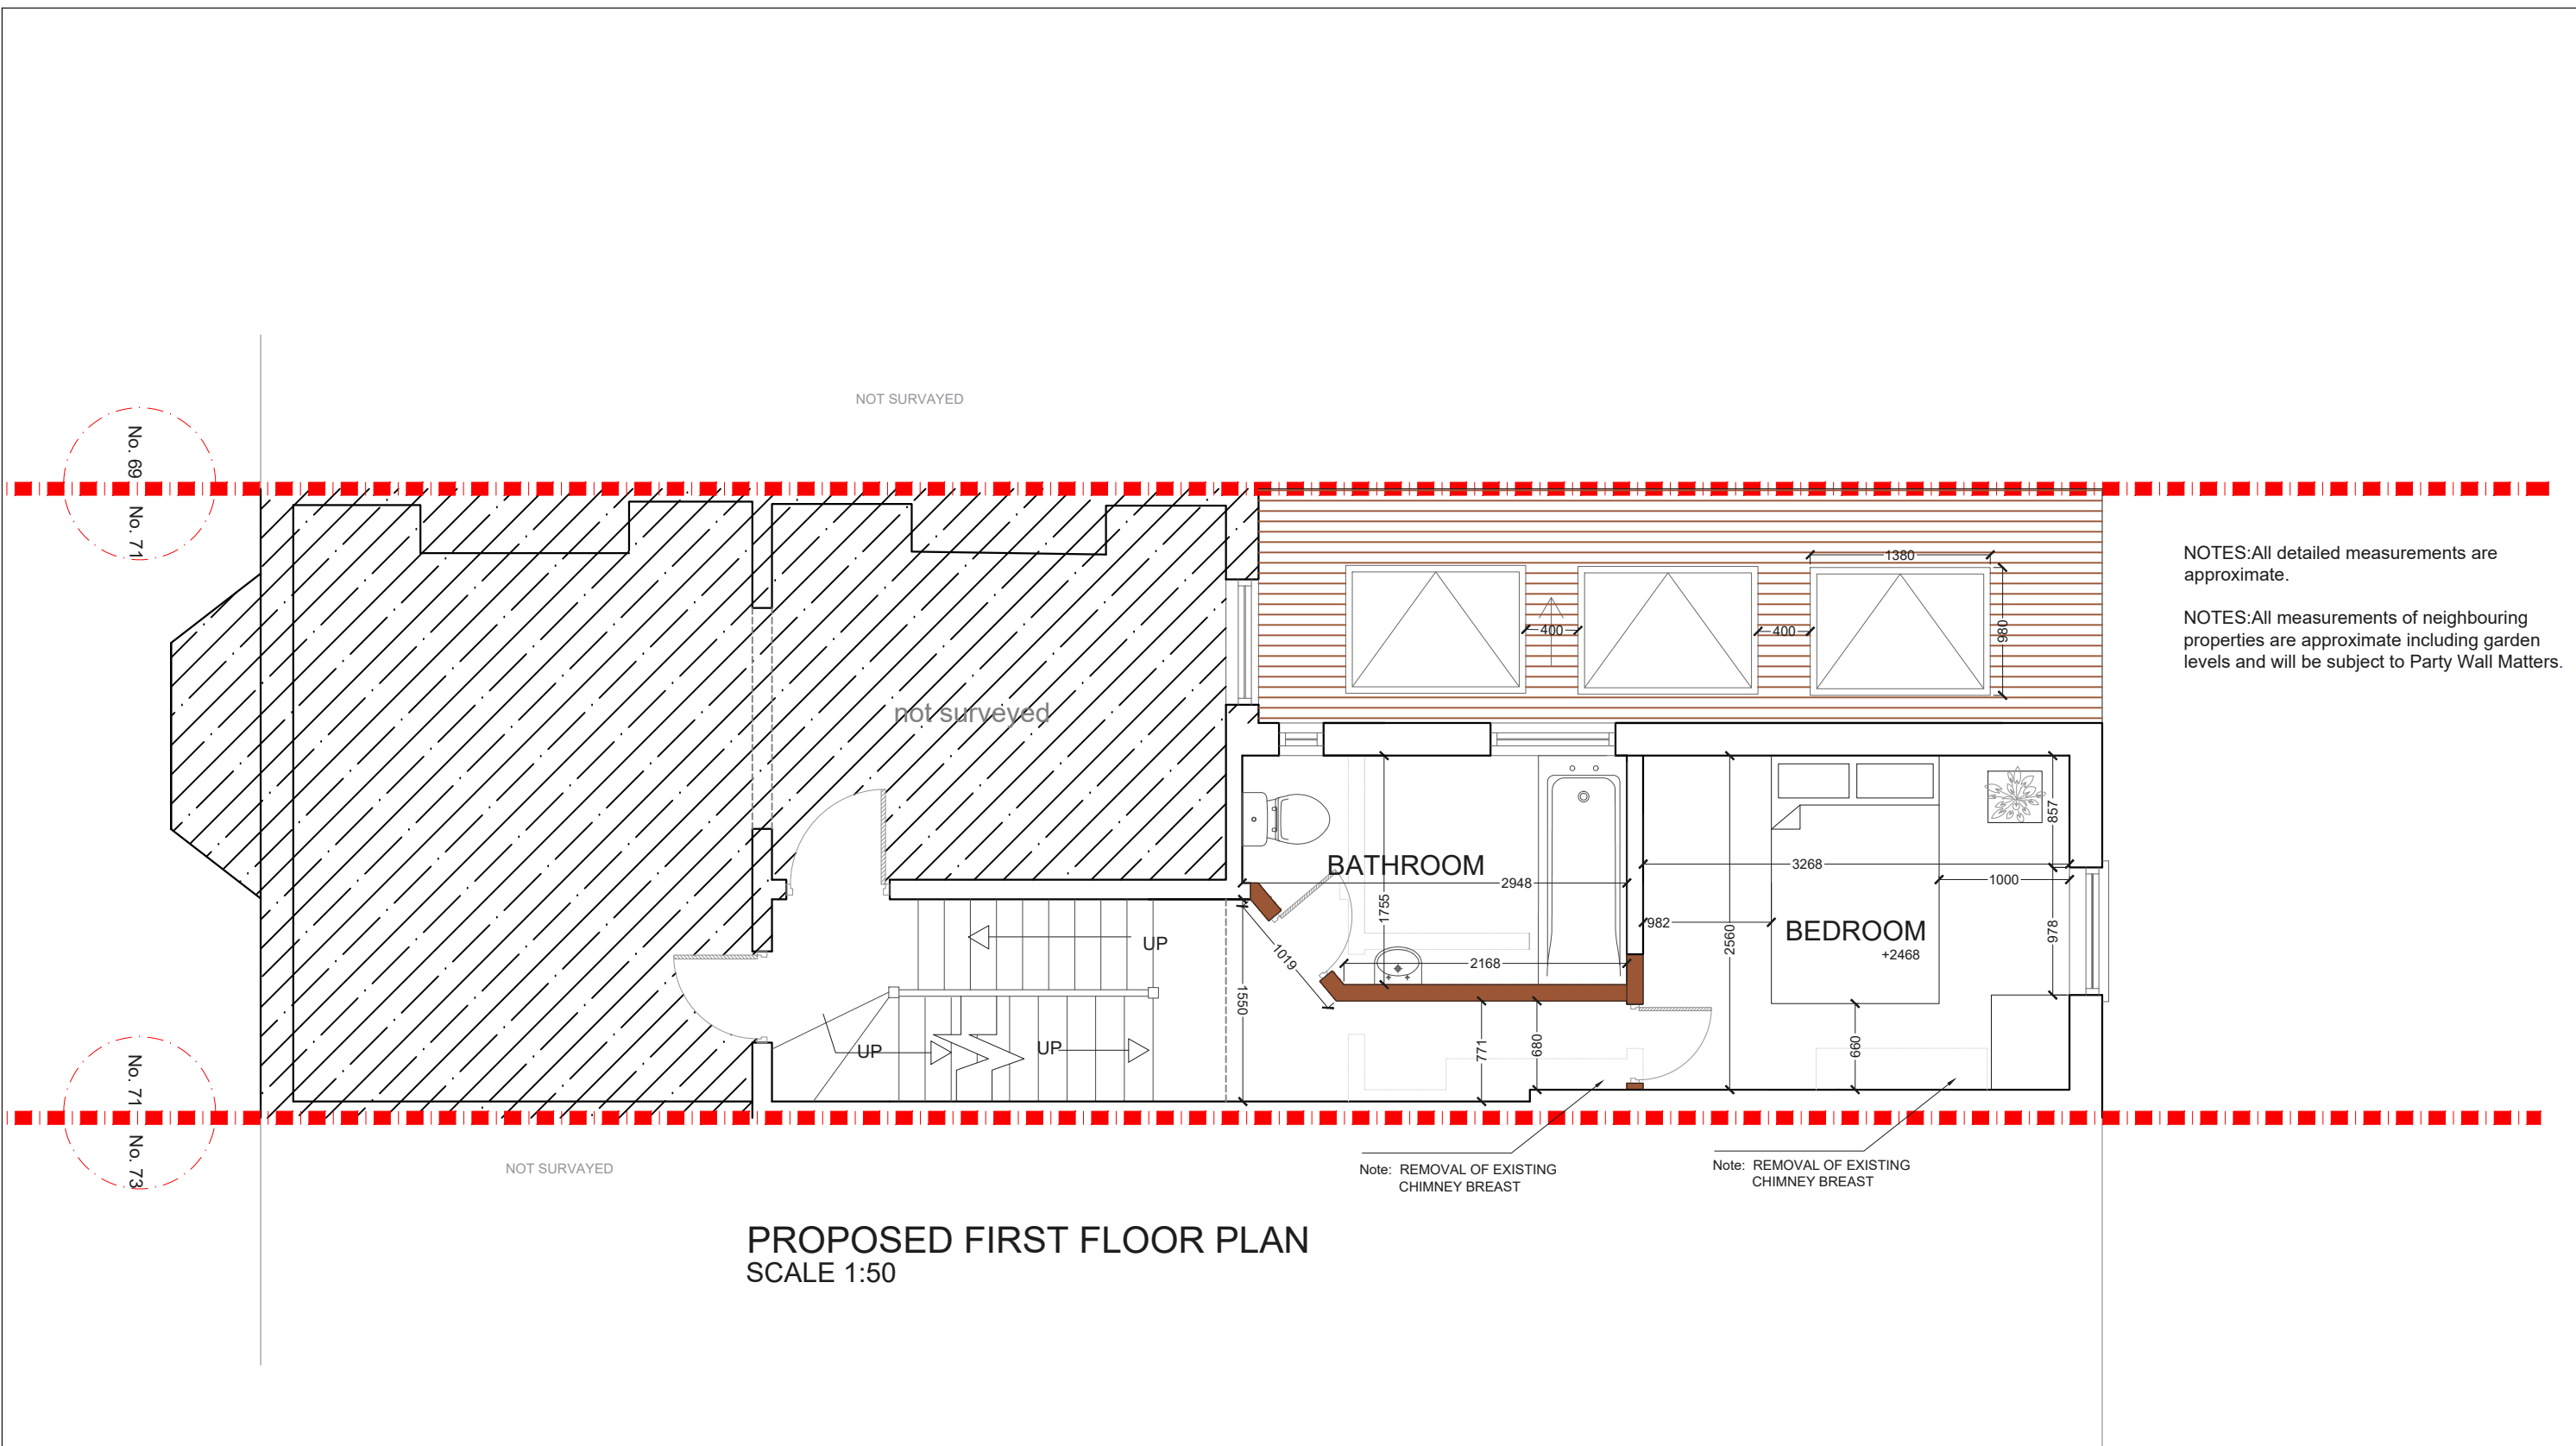 NOT SURVAYED
No. 69
No. 71
1380
400
400
980
NOTES:All detailed measurements are
approximate.
NOTES:All measurements of neighbouring
properties are approximate including garden
levels and will be subject to Party Wall Matters.
not surveyed
857
BATHROOM
3268
2948
1000
1755
982
BEDROOM
+2468
978
2560
UP
1019
2168
1550
UP
UP
771
680
660
No. 71
No. 73
NOT SURVAYED
Note: REMOVAL OF EXISTING
CHIMNEY BREAST
Note: REMOVAL OF EXISTING
CHIMNEY BREAST
PROPOSED FIRST FLOOR PLAN
SCALE 1:50